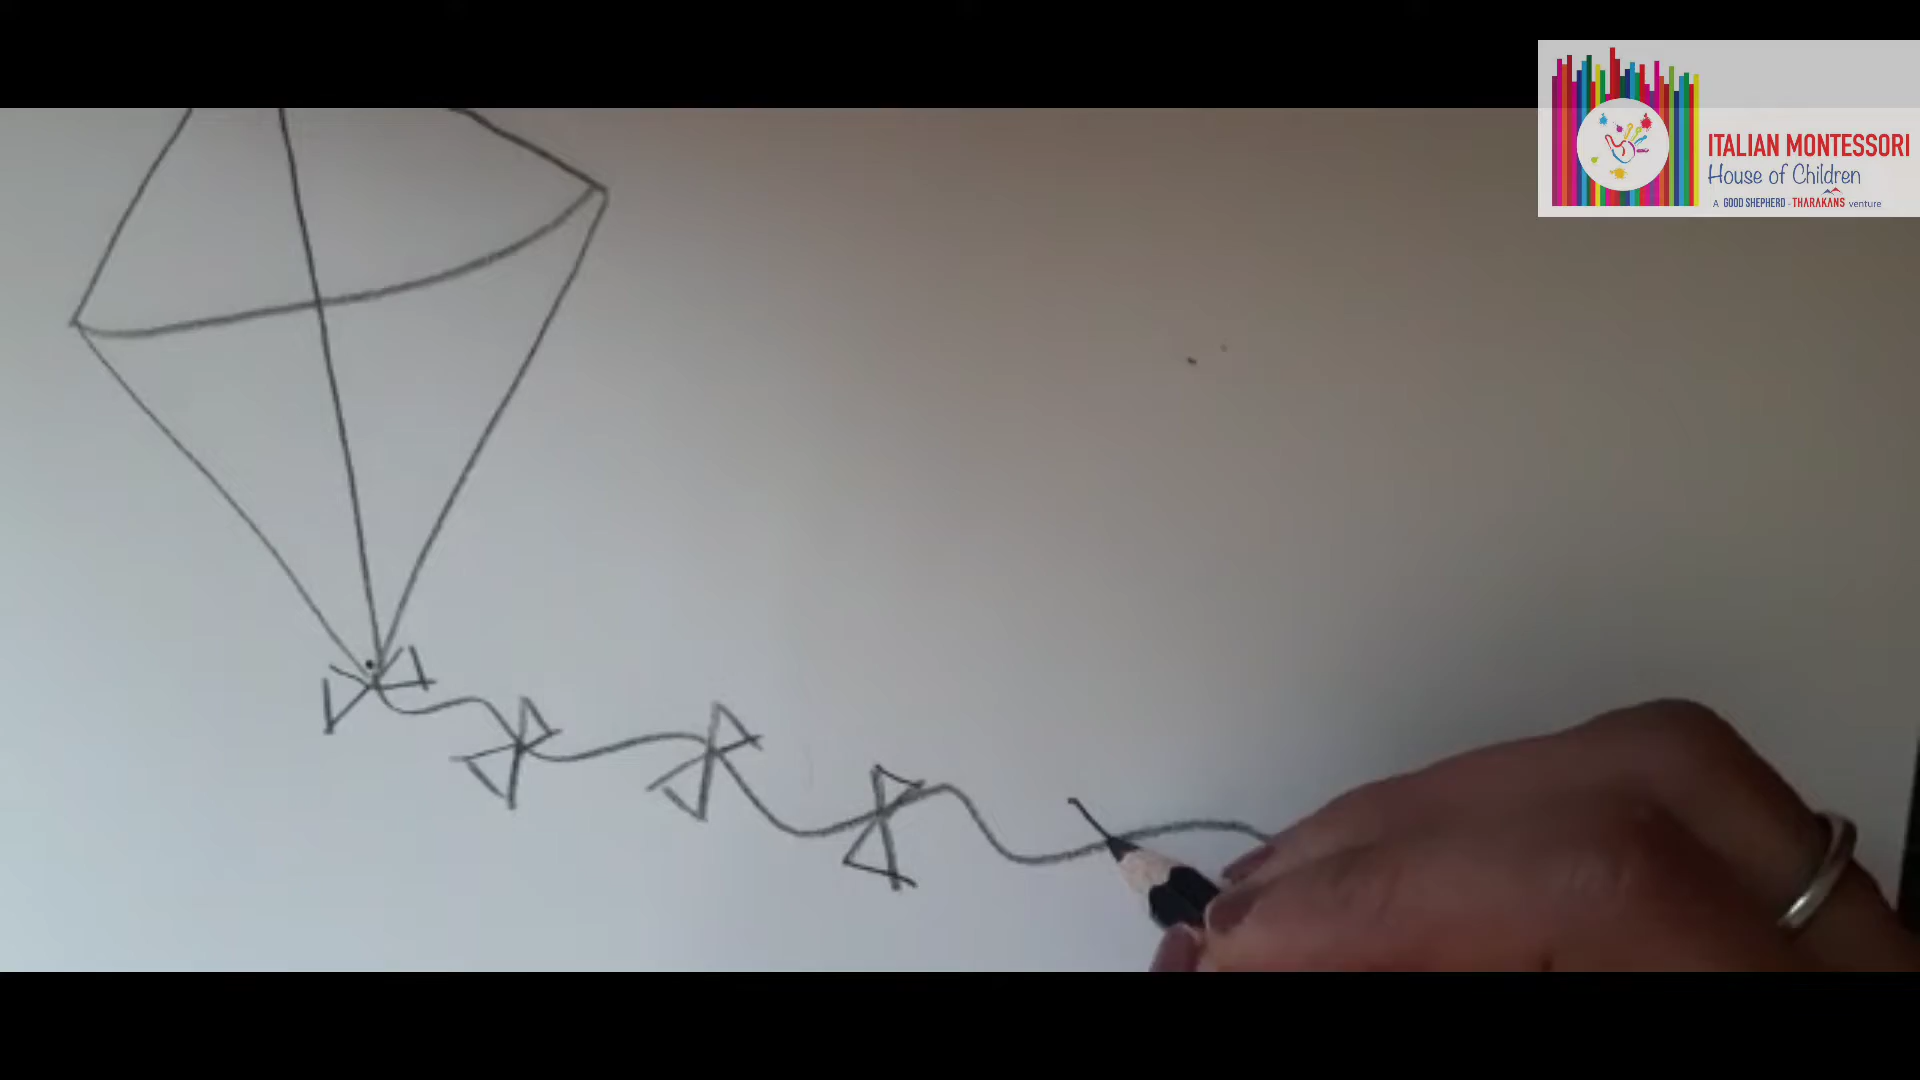 ITALIAN MONTESSORI
House of Children
A GOOD SHEPHERD - THARAKANS venture